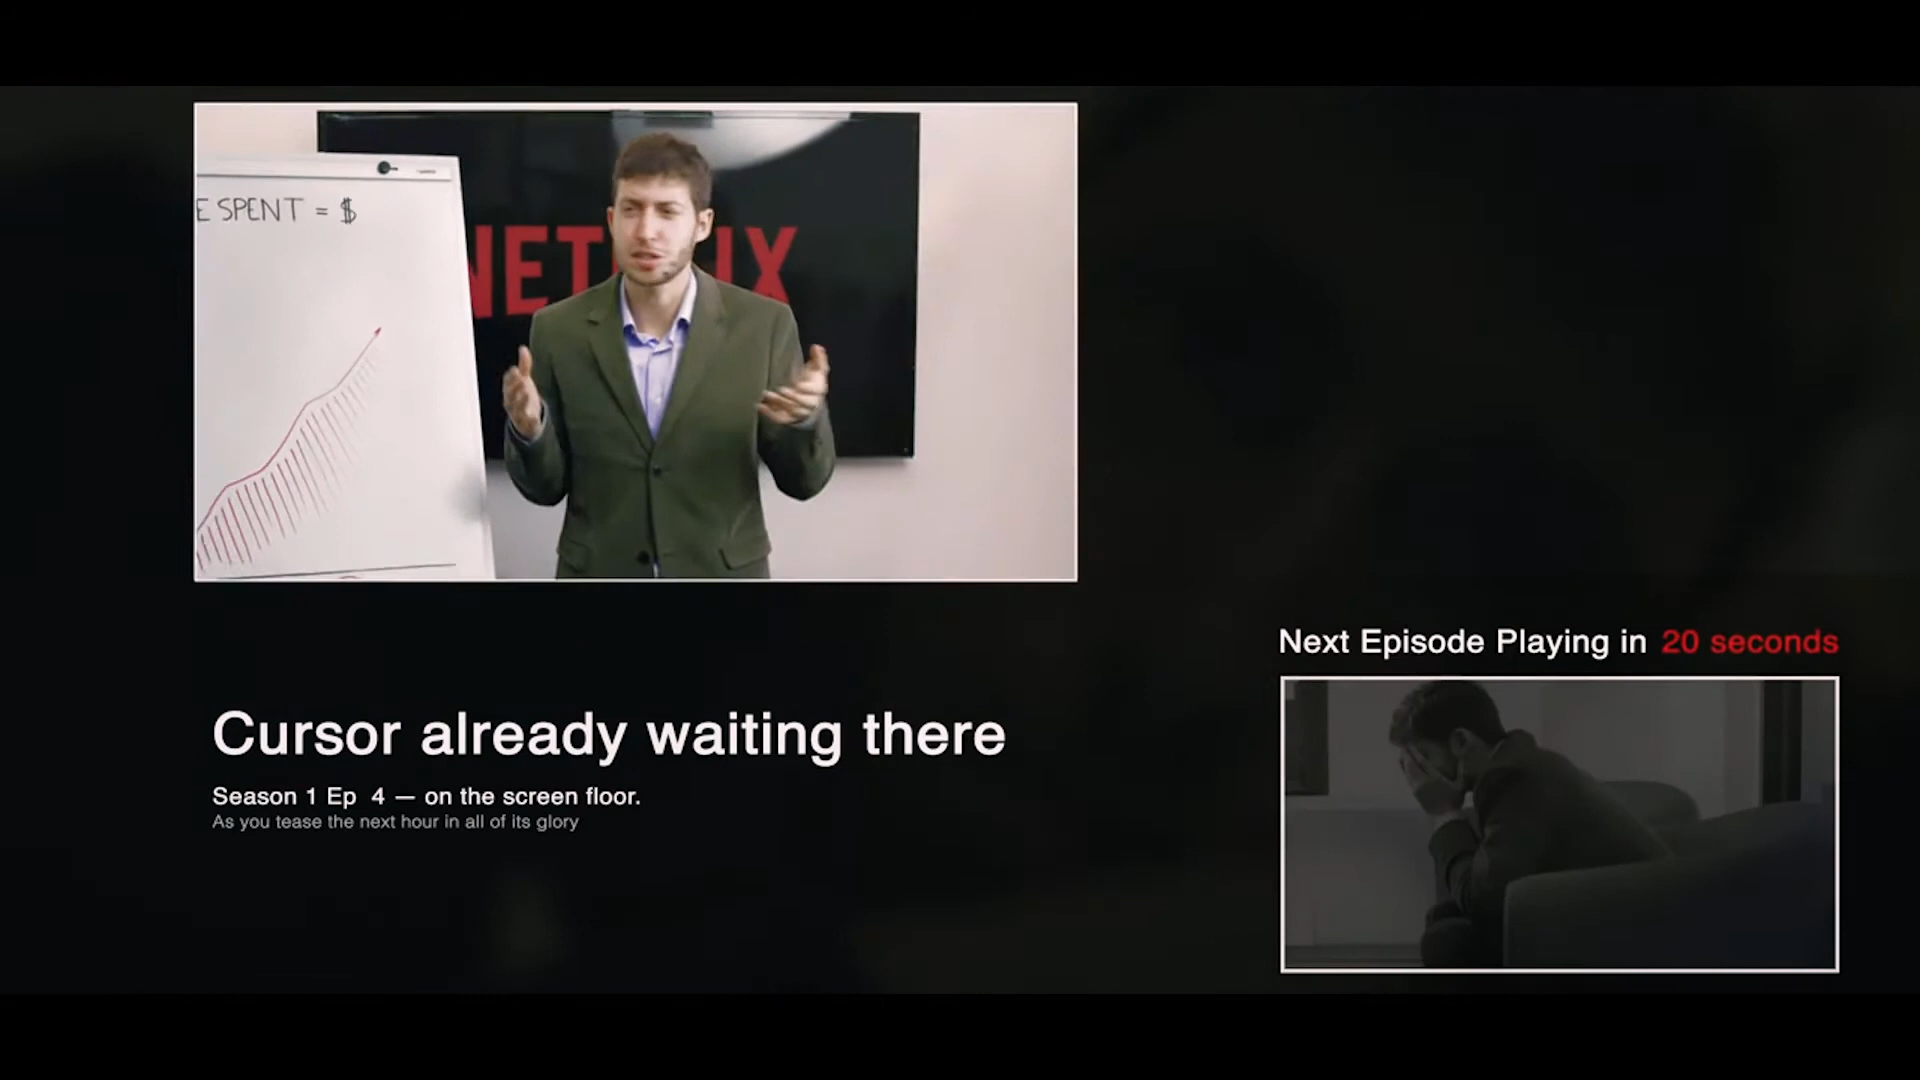 E SPENT = $
NETFLIX
Next Episode Playing in 20 seconds
Cursor already waiting there
Season 1 Ep 4 — on the screen floor.
As you tease the next hour in all of its glory